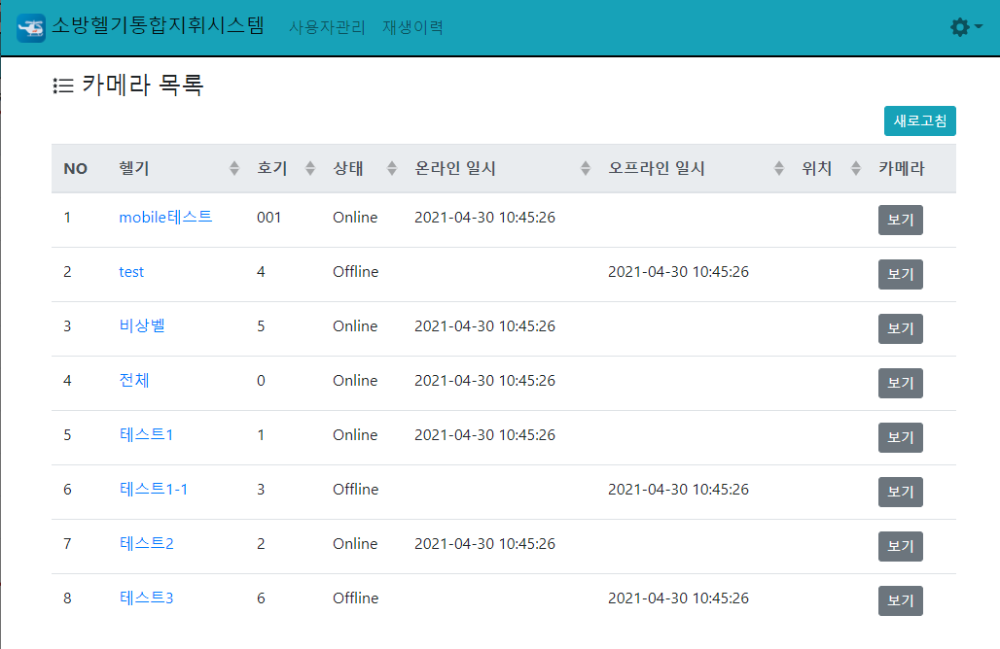 소방헬기통합지휘시스템 사용자관리 재생이력
카메라 목록
새로고침
NO 헬기 호기 상태 온라인 일시 오프라인 일시 위치 카메라
1 mobile테스트 001 Online 2021-04-30 10:45:26 보기
2 test 4 Offline 2021-04-30 10:45:26 보기
3 비상벨 5 Online 2021-04-30 10:45:26 보기
4 전체 0 Online 2021-04-30 10:45:26 보기
5 테스트1 1 Online 2021-04-30 10:45:26 보기
6 테스트1-1 3 Offline 2021-04-30 10:45:26 보기
7 테스트2 2 Online 2021-04-30 10:45:26 보기
8 테스트3 6 Offline 2021-04-30 10:45:26 보기